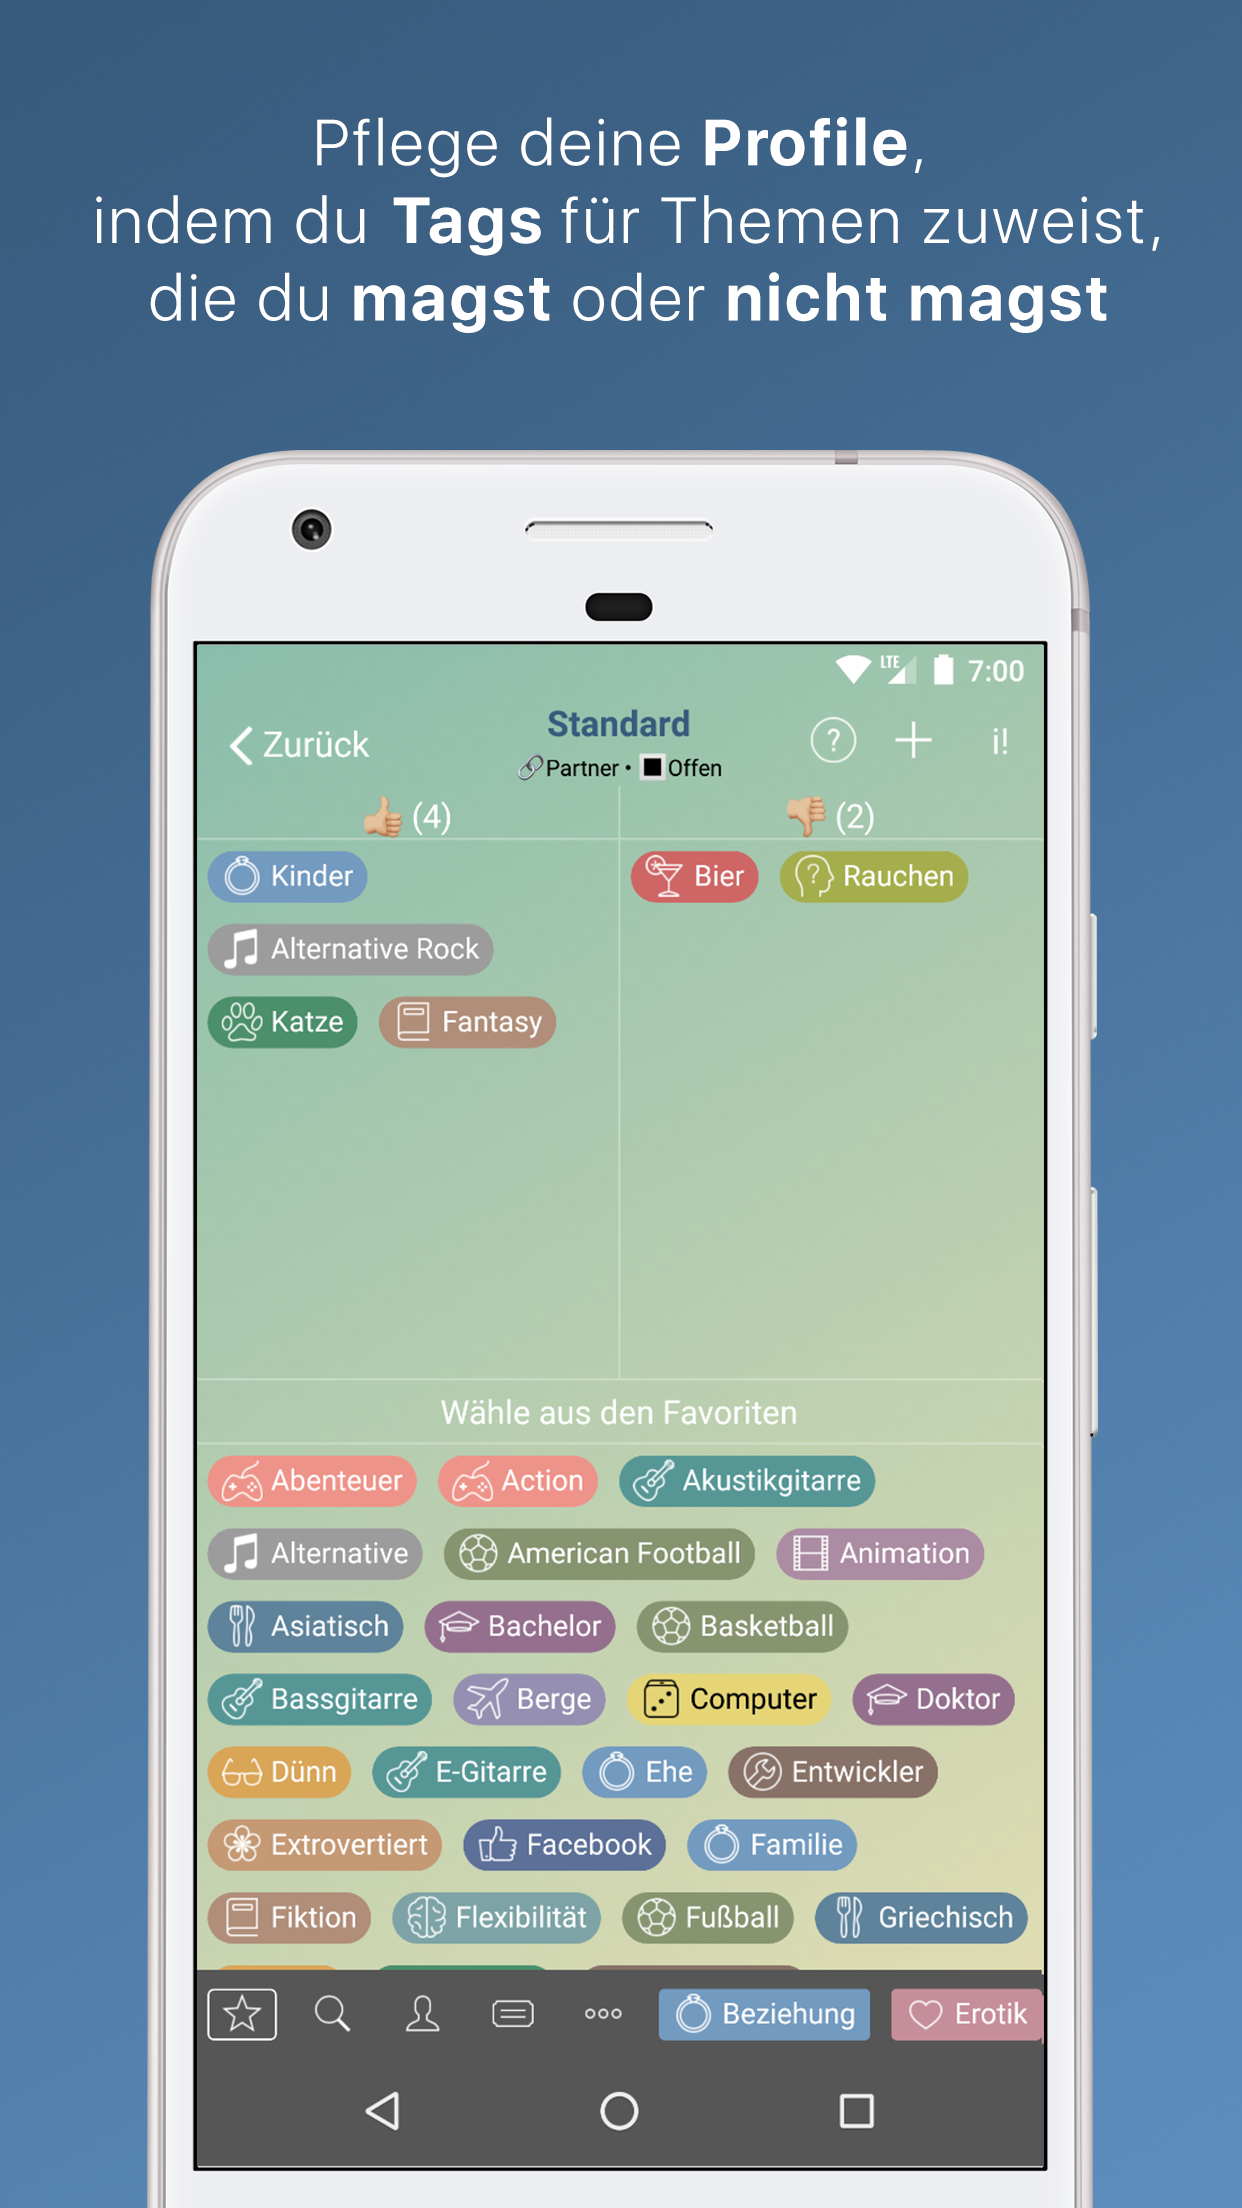 Pflege deine Profile,
indem du Tags für Themen zuweist,
die du magst oder nicht magst
LTE 7:00
Zurück
Standard
? i!
Partner • Offen
(4)
(2)
Kinder
Alternative Rock
Katze Fantasy
Bier Rauchen
Wähle aus den Favoriten
Abenteuer Action Akustikgitarre
Alternative American Football Animation
Asiatisch Bachelor Basketball
Bassgitarre Berge Computer Doktor
Dünn E-Gitarre Ehe Entwickler
Extrovertiert Facebook Familie
Fiktion Flexibilität Fußball Griechisch
Beziehung Erotik